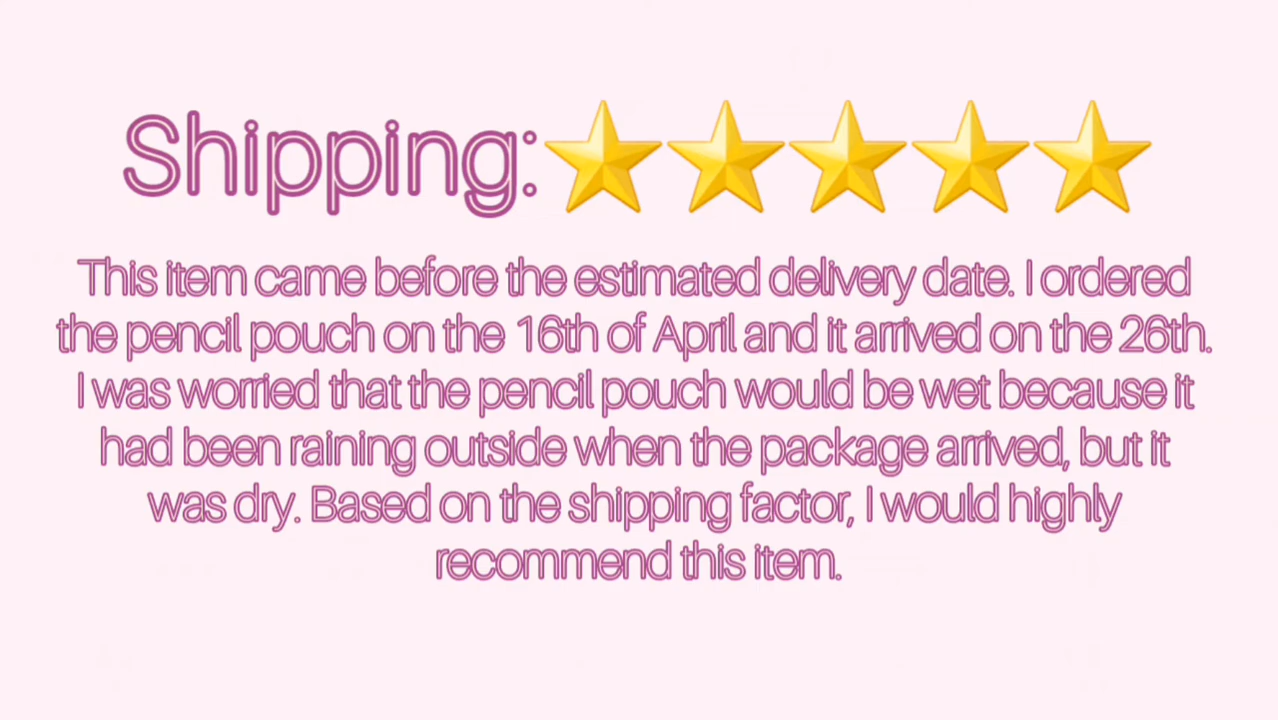 Shipping:⭐⭐⭐⭐⭐
This item came before the estimated delivery date. I ordered
the pencil pouch on the 16th of April and it arrived on the 26th.
I was worried that the pencil pouch would be wet because it
had been raining outside when the package arrived, but it
was dry. Based on the shipping factor, I would highly
recommend this item.